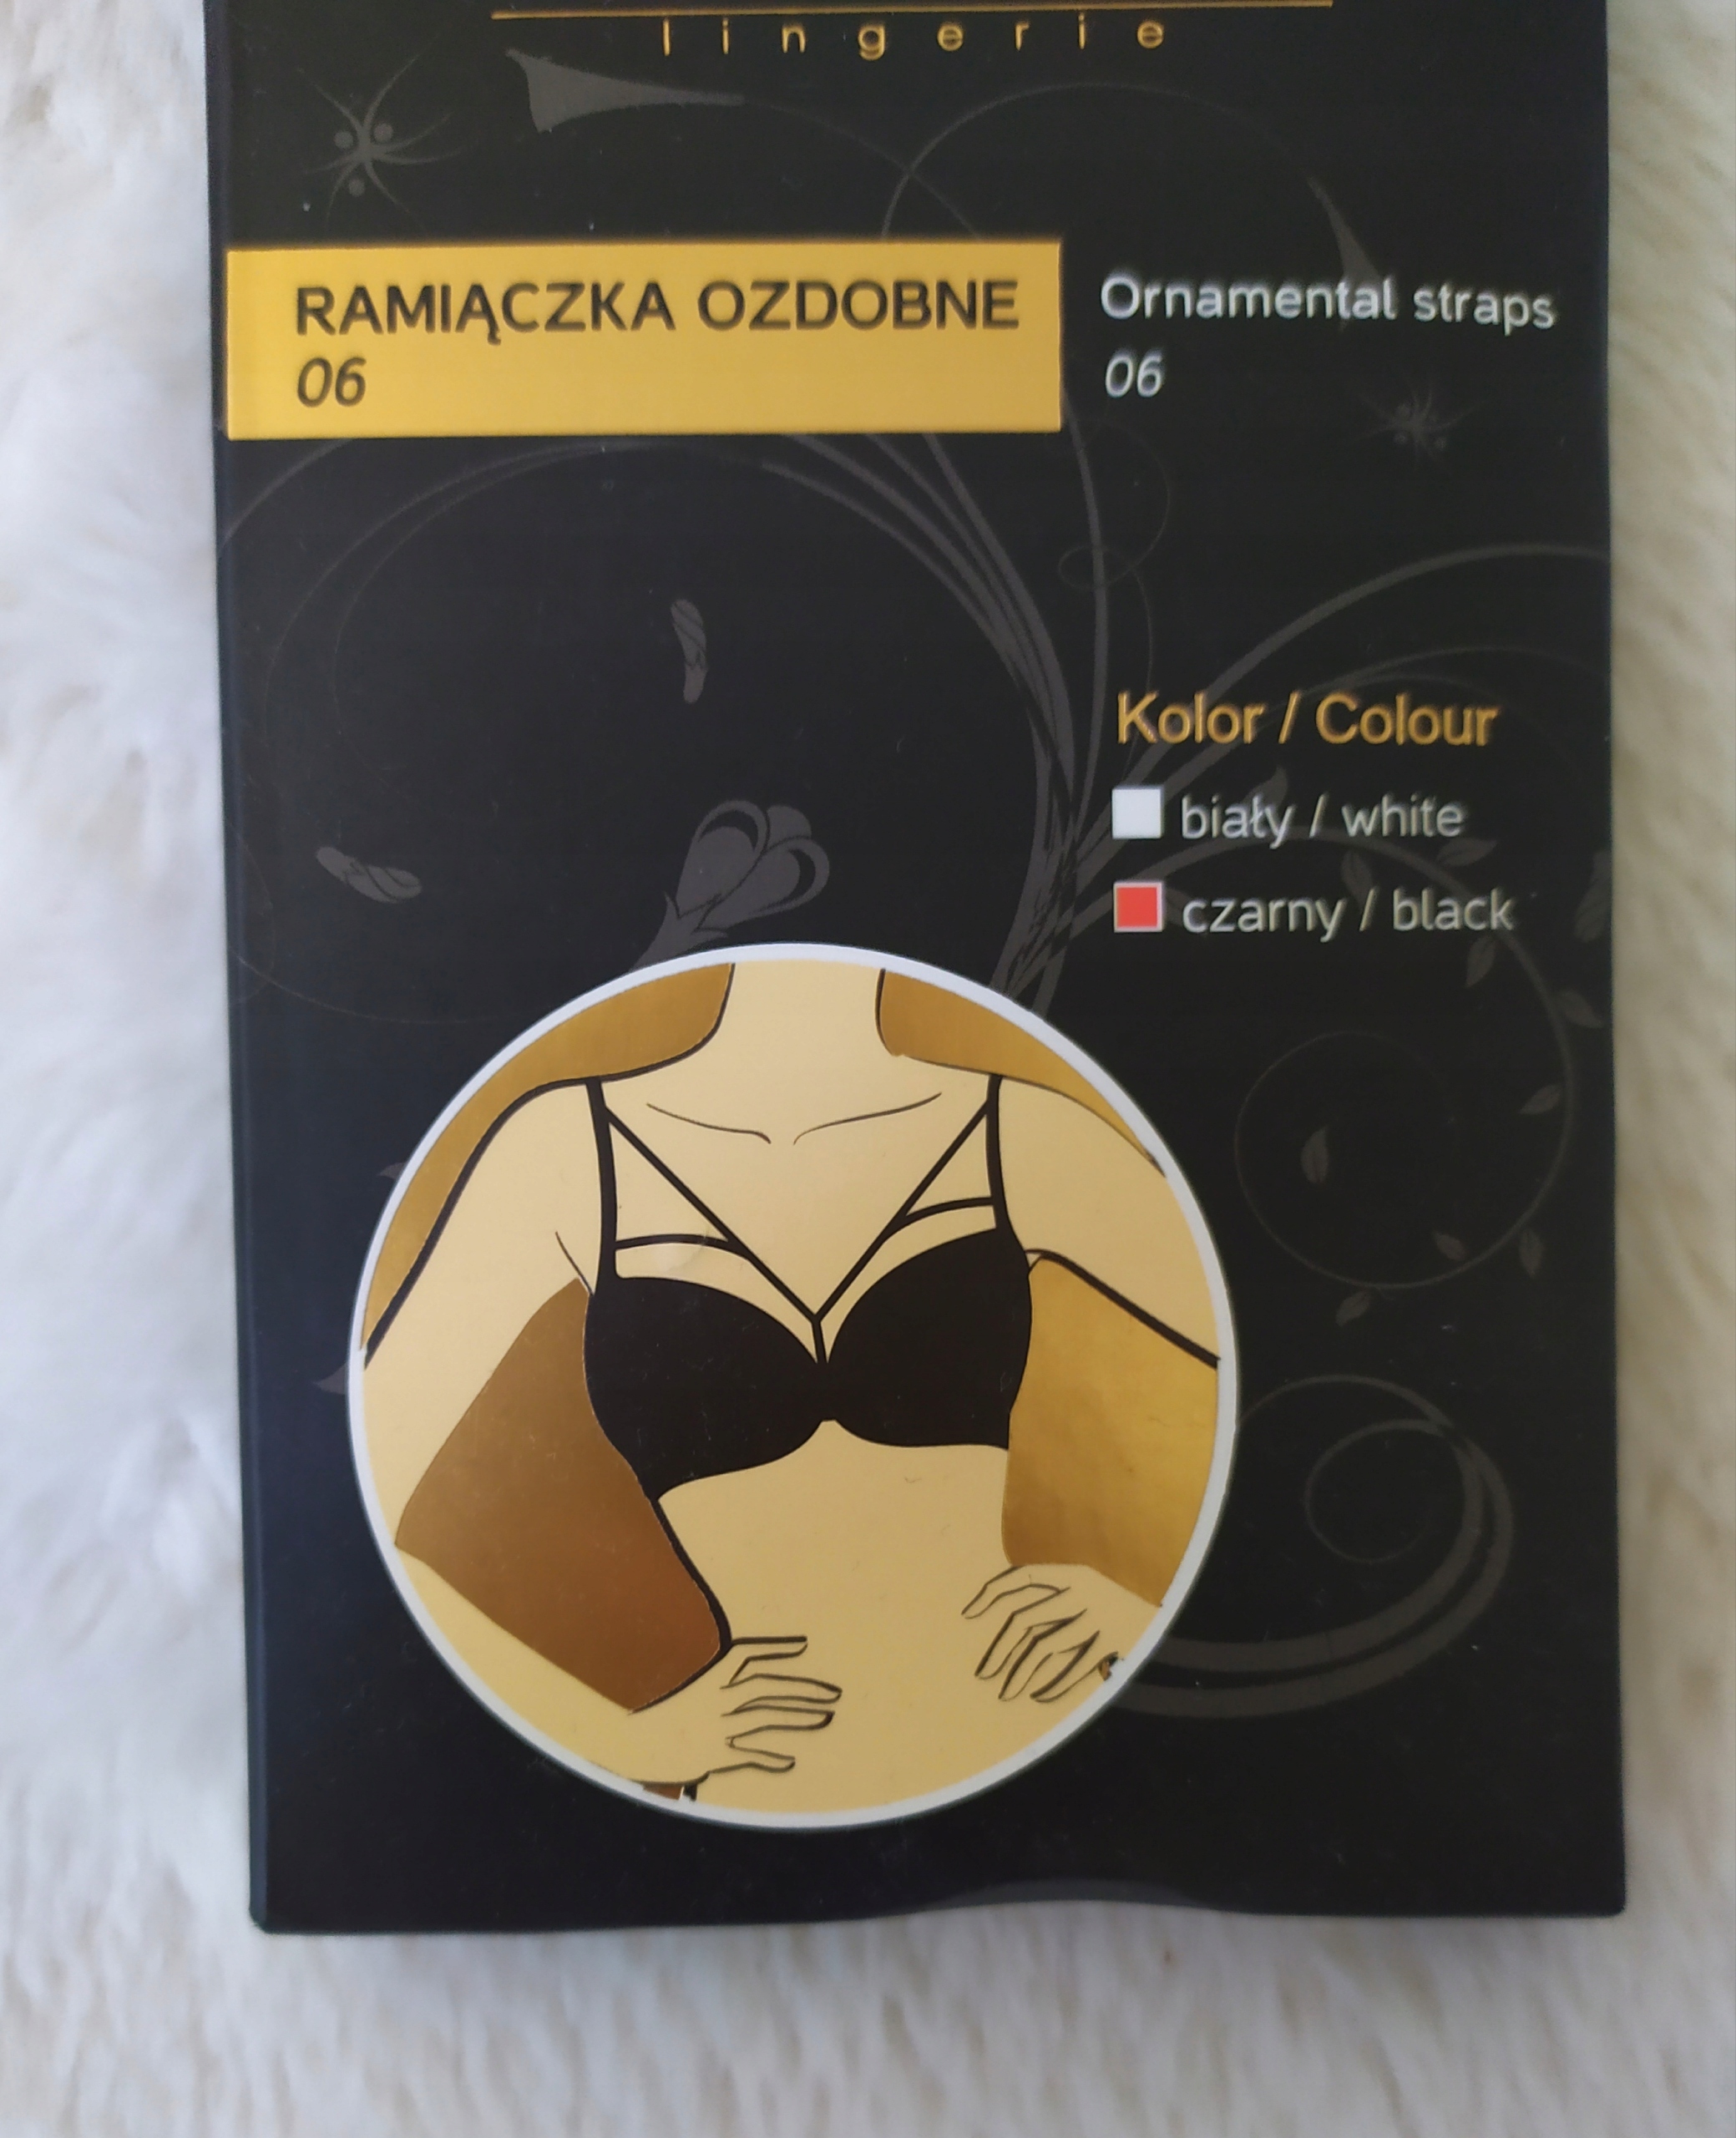 lingerie
RAMIĄCZKA OZDOBNE
06
Ornamental straps
06
Kolor / Colour
biały / white
czarny / black